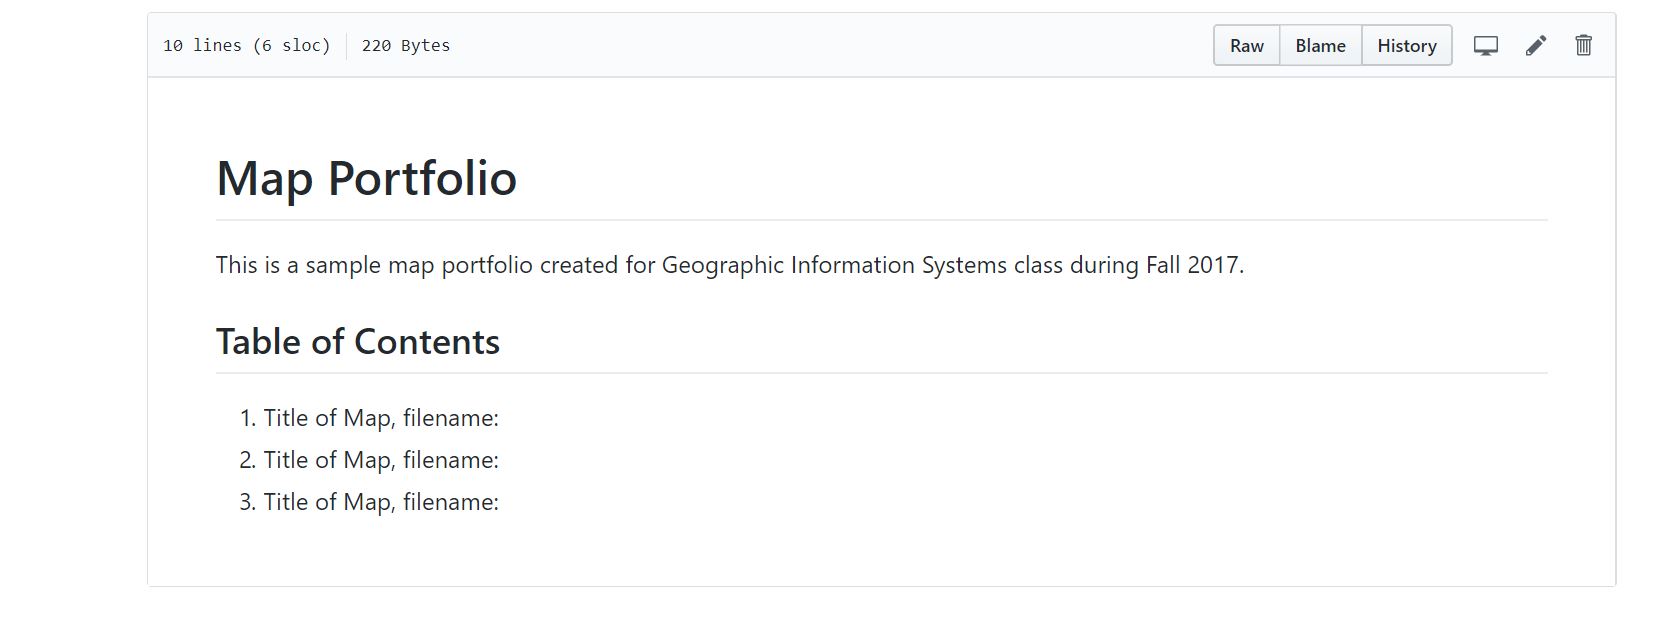 10 lines (6 sloc) 220 Bytes Raw Blame History
Map Portfolio
This is a sample map portfolio created for Geographic Information Systems class during Fall 2017.
Table of Contents
1. Title of Map, filename:
2. Title of Map, filename:
3. Title of Map, filename: